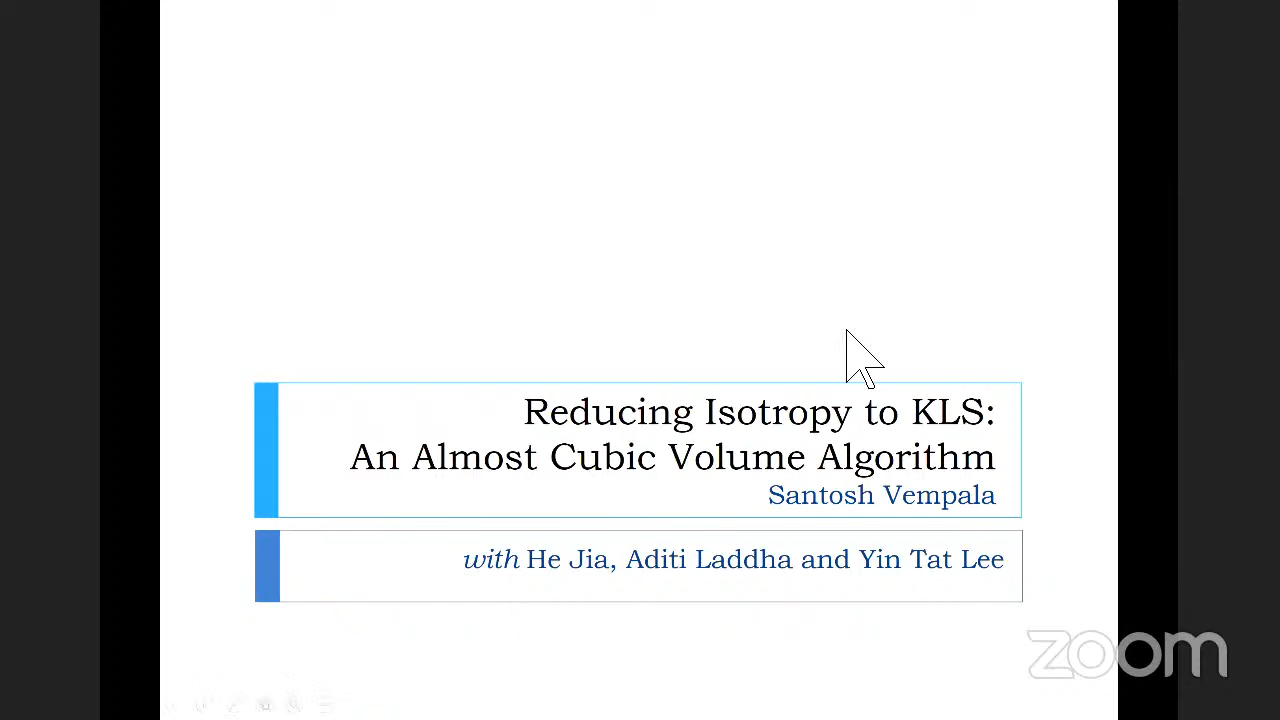 Reducing Isotropy to KLS:
An Almost Cubic Volume Algorithm
Santosh Vempala
with He Jia, Aditi Laddha and Yin Tat Lee
zoom